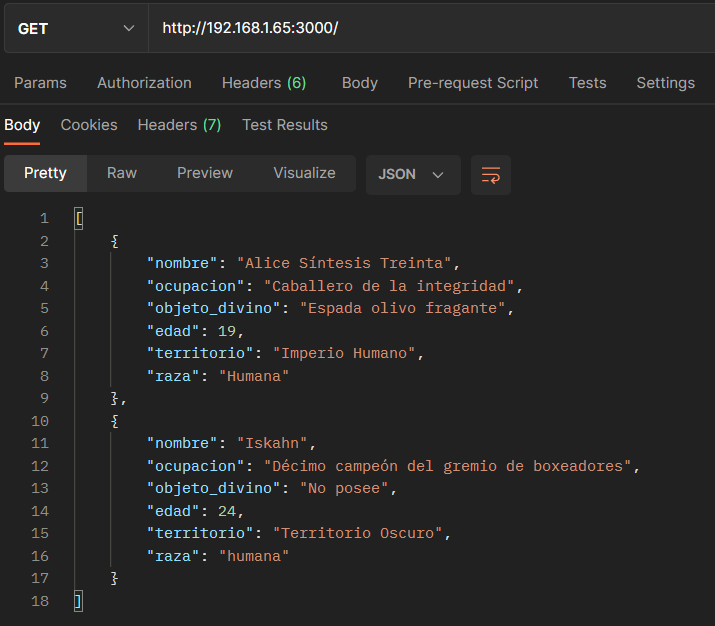 GET http://192.168.1.65:3000/
Params Authorization Headers (6) Body Pre-request Script Tests Settings
Body Cookies Headers (7) Test Results
Pretty Raw Preview Visualize JSON
1 [
2 {
3 "nombre": "Alice Síntesis Treinta",
4 "ocupacion": "Caballero de la integridad",
5 "objeto_divino": "Espada olivo fragante",
6 "edad": 19,
7 "territorio": "Imperio Humano",
8 "raza": "Humana"
9 },
10 {
11 "nombre": "Iskahn",
12 "ocupacion": "Décimo campeón del gremio de boxeadores",
13 "objeto_divino": "No posee",
14 "edad": 24,
15 "territorio": "Territorio Oscuro",
16 "raza": "humana"
17 }
18 ]